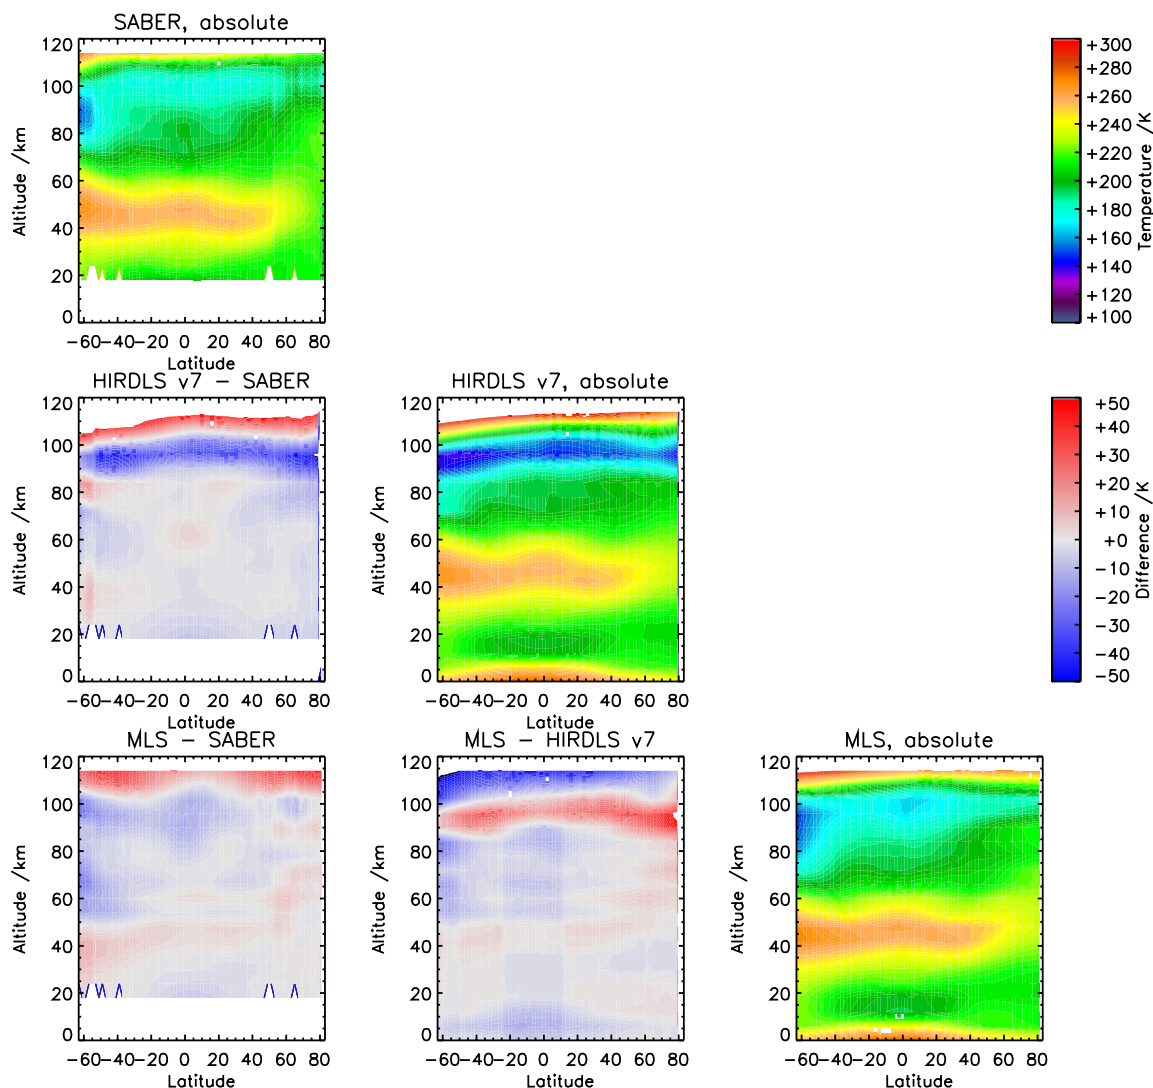 SABER, absolute
120
100
80
60
40
20
0
Altitude /km
-60-40-20 0 20 40 60 80
Latitude
+300
+280
+260
+240
+220
+200
+180
+160
+140
+120
+100
Temperature /K
HIRDLS v7 - SABER
120
100
80
60
40
20
0
Altitude /km
-60-40-20 0 20 40 60 80
Latitude
HIRDLS v7, absolute
120
100
80
60
40
20
0
Altitude /km
-60-40-20 0 20 40 60 80
Latitude
+50
+40
+30
+20
+10
+0
-10
-20
-30
-40
-50
Difference /K
MLS - SABER
120
100
80
60
40
20
0
Altitude /km
-60-40-20 0 20 40 60 80
Latitude
MLS - HIRDLS v7
120
100
80
60
40
20
0
Altitude /km
-60-40-20 0 20 40 60 80
Latitude
MLS, absolute
120
100
80
60
40
20
0
Altitude /km
-60-40-20 0 20 40 60 80
Latitude